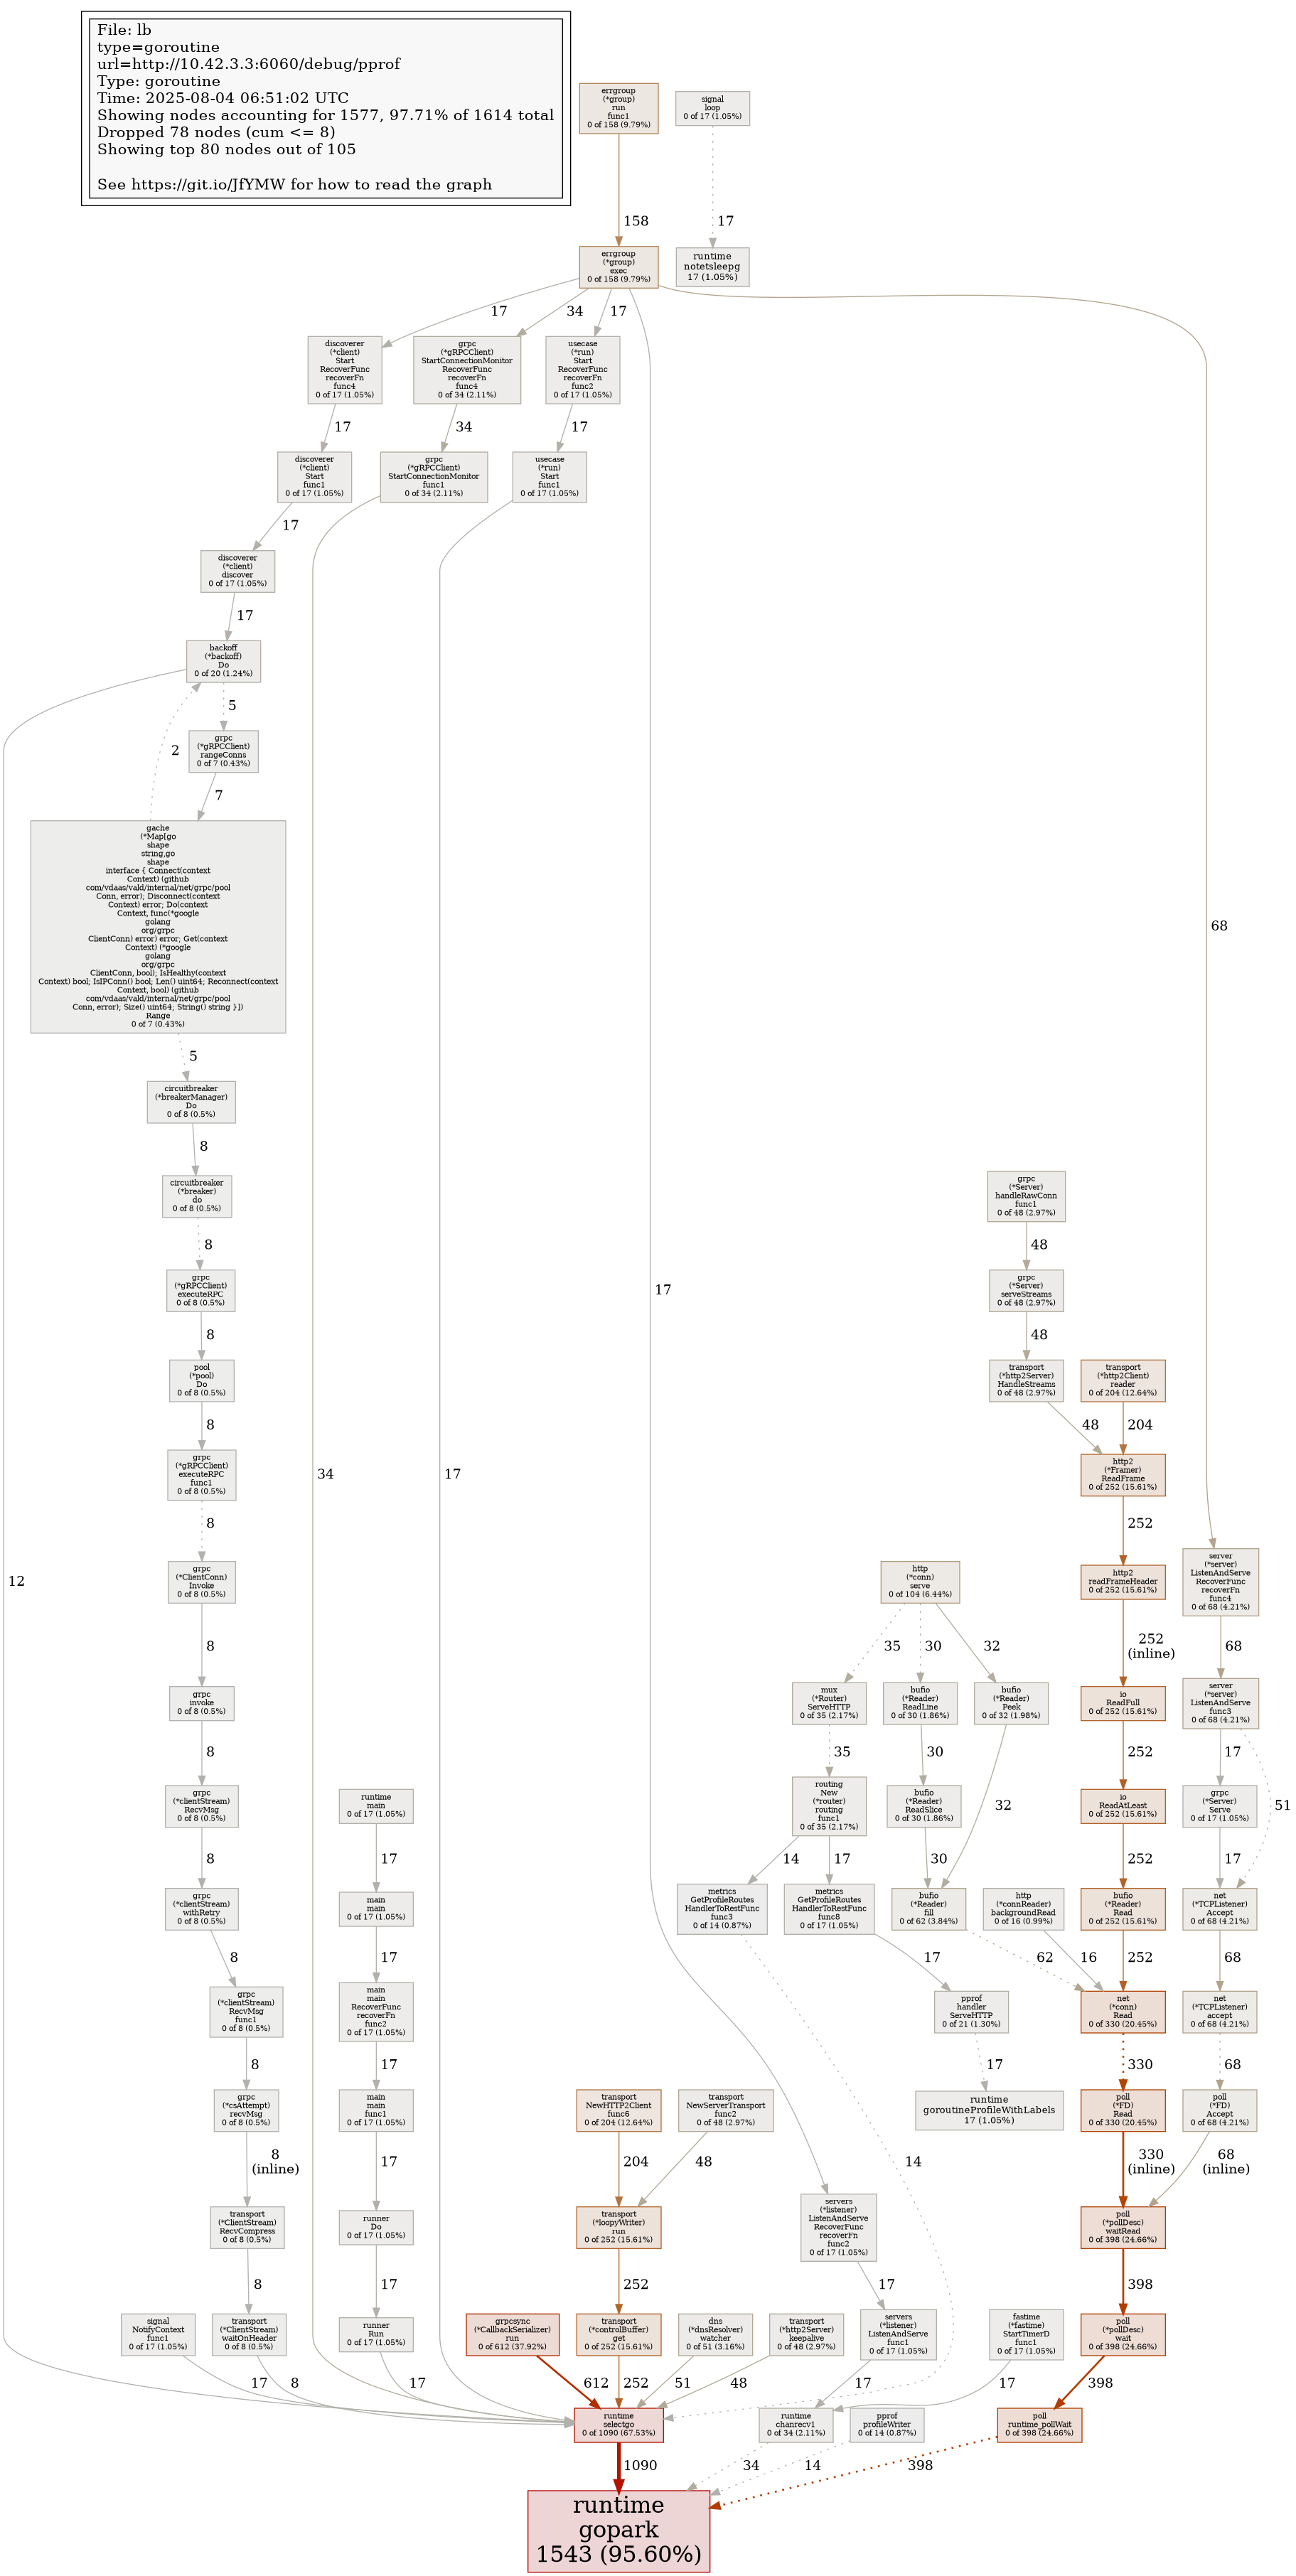 File: lb
type=goroutine
url=http://10.42.3.3:6060/debug/pprof
Type: goroutine
Time: 2025-08-04 06:51:02 UTC
Showing nodes accounting for 1577, 97.71% of 1614 total
Dropped 78 nodes (cum <= 8)
Showing top 80 nodes out of 105
See https://git.io/JfYMW for how to read the graph
errgroup
(*group)
run
func1
0 of 158 (9.79%)
signal
loop
0 of 17 (1.05%)
158
17
errgroup
(*group)
exec
0 of 158 (9.79%)
runtime
notetsleepg
17 (1.05%)
17
34
17
discoverer
(*client)
Start
RecoverFunc
recoverFn
func4
0 of 17 (1.05%)
grpc
(*gRPCClient)
StartConnectionMonitor
RecoverFunc
recoverFn
func4
0 of 34 (2.11%)
usecase
(*run)
Start
RecoverFunc
recoverFn
func2
0 of 17 (1.05%)
17
34
17
discoverer
(*client)
Start
func1
0 of 17 (1.05%)
grpc
(*gRPCClient)
StartConnectionMonitor
func1
0 of 34 (2.11%)
usecase
(*run)
Start
func1
0 of 17 (1.05%)
17
discoverer
(*client)
discover
0 of 17 (1.05%)
17
backoff
(*backoff)
Do
0 of 20 (1.24%)
5
2
grpc
(*gRPCClient)
rangeConns
0 of 7 (0.43%)
7
gache
(*Map[go
shape
string,go
shape
interface { Connect(context
Context) (github
com/vdaas/vald/internal/net/grpc/pool
Conn, error); Disconnect(context
Context) error; Do(context
Context, func(*google
golang
org/grpc
ClientConn) error) error; Get(context
Context) (*google
golang
org/grpc
ClientConn, bool); IsHealthy(context
Context) bool; IsIPConn() bool; Len() uint64; Reconnect(context
Context, bool) (github
com/vdaas/vald/internal/net/grpc/pool
Conn, error); Size() uint64; String() string }])
Range
0 of 7 (0.43%)
68
5
circuitbreaker
(*breakerManager)
Do
0 of 8 (0.5%)
8
circuitbreaker
(*breaker)
do
0 of 8 (0.5%)
grpc
(*Server)
handleRawConn
func1
0 of 48 (2.97%)
8
48
grpc
(*gRPCClient)
executeRPC
0 of 8 (0.5%)
17
grpc
(*Server)
serveStreams
0 of 48 (2.97%)
8
48
pool
(*pool)
Do
0 of 8 (0.5%)
transport
(*http2Server)
HandleStreams
0 of 48 (2.97%)
transport
(*http2Client)
reader
0 of 204 (12.64%)
8
48
204
grpc
(*gRPCClient)
executeRPC
func1
0 of 8 (0.5%)
34
17
http2
(*Framer)
ReadFrame
0 of 252 (15.61%)
8
252
12
grpc
(*ClientConn)
Invoke
0 of 8 (0.5%)
http
(*conn)
serve
0 of 104 (6.44%)
http2
readFrameHeader
0 of 252 (15.61%)
server
(*server)
ListenAndServe
RecoverFunc
recoverFn
func4
0 of 68 (4.21%)
8
35
30
32
252
(inline)
68
grpc
invoke
0 of 8 (0.5%)
mux
(*Router)
ServeHTTP
0 of 35 (2.17%)
bufio
(*Reader)
ReadLine
0 of 30 (1.86%)
bufio
(*Reader)
Peek
0 of 32 (1.98%)
io
ReadFull
0 of 252 (15.61%)
server
(*server)
ListenAndServe
func3
0 of 68 (4.21%)
8
35
30
252
17
grpc
(*clientStream)
RecvMsg
0 of 8 (0.5%)
runtime
main
0 of 17 (1.05%)
routing
New
(*router)
routing
func1
0 of 35 (2.17%)
bufio
(*Reader)
ReadSlice
0 of 30 (1.86%)
32
io
ReadAtLeast
0 of 252 (15.61%)
grpc
(*Server)
Serve
0 of 17 (1.05%)
51
8
17
14
17
30
252
17
grpc
(*clientStream)
withRetry
0 of 8 (0.5%)
main
main
0 of 17 (1.05%)
metrics
GetProfileRoutes
HandlerToRestFunc
func3
0 of 14 (0.87%)
metrics
GetProfileRoutes
HandlerToRestFunc
func8
0 of 17 (1.05%)
bufio
(*Reader)
fill
0 of 62 (3.84%)
http
(*connReader)
backgroundRead
0 of 16 (0.99%)
bufio
(*Reader)
Read
0 of 252 (15.61%)
net
(*TCPListener)
Accept
0 of 68 (4.21%)
8
17
17
62
16
252
68
grpc
(*clientStream)
RecvMsg
func1
0 of 8 (0.5%)
main
main
RecoverFunc
recoverFn
func2
0 of 17 (1.05%)
pprof
handler
ServeHTTP
0 of 21 (1.30%)
net
(*conn)
Read
0 of 330 (20.45%)
net
(*TCPListener)
accept
0 of 68 (4.21%)
8
17
17
330
68
grpc
(*csAttempt)
recvMsg
0 of 8 (0.5%)
main
main
func1
0 of 17 (1.05%)
transport
NewHTTP2Client
func6
0 of 204 (12.64%)
transport
NewServerTransport
func2
0 of 48 (2.97%)
runtime
goroutineProfileWithLabels
17 (1.05%)
poll
(*FD)
Read
0 of 330 (20.45%)
poll
(*FD)
Accept
0 of 68 (4.21%)
8
(inline)
17
204
48
14
330
(inline)
68
(inline)
transport
(*ClientStream)
RecvCompress
0 of 8 (0.5%)
runner
Do
0 of 17 (1.05%)
transport
(*loopyWriter)
run
0 of 252 (15.61%)
servers
(*listener)
ListenAndServe
RecoverFunc
recoverFn
func2
0 of 17 (1.05%)
poll
(*pollDesc)
waitRead
0 of 398 (24.66%)
8
17
252
17
398
signal
NotifyContext
func1
0 of 17 (1.05%)
transport
(*ClientStream)
waitOnHeader
0 of 8 (0.5%)
runner
Run
0 of 17 (1.05%)
grpcsync
(*CallbackSerializer)
run
0 of 612 (37.92%)
transport
(*controlBuffer)
get
0 of 252 (15.61%)
dns
(*dnsResolver)
watcher
0 of 51 (3.16%)
transport
(*http2Server)
keepalive
0 of 48 (2.97%)
servers
(*listener)
ListenAndServe
func1
0 of 17 (1.05%)
fastime
(*fastime)
StartTimerD
func1
0 of 17 (1.05%)
poll
(*pollDesc)
wait
0 of 398 (24.66%)
17
8
17
612
252
51
48
17
17
398
runtime
selectgo
0 of 1090 (67.53%)
runtime
chanrecv1
0 of 34 (2.11%)
pprof
profileWriter
0 of 14 (0.87%)
poll
runtime_pollWait
0 of 398 (24.66%)
1090
34
14
398
runtime
gopark
1543 (95.60%)